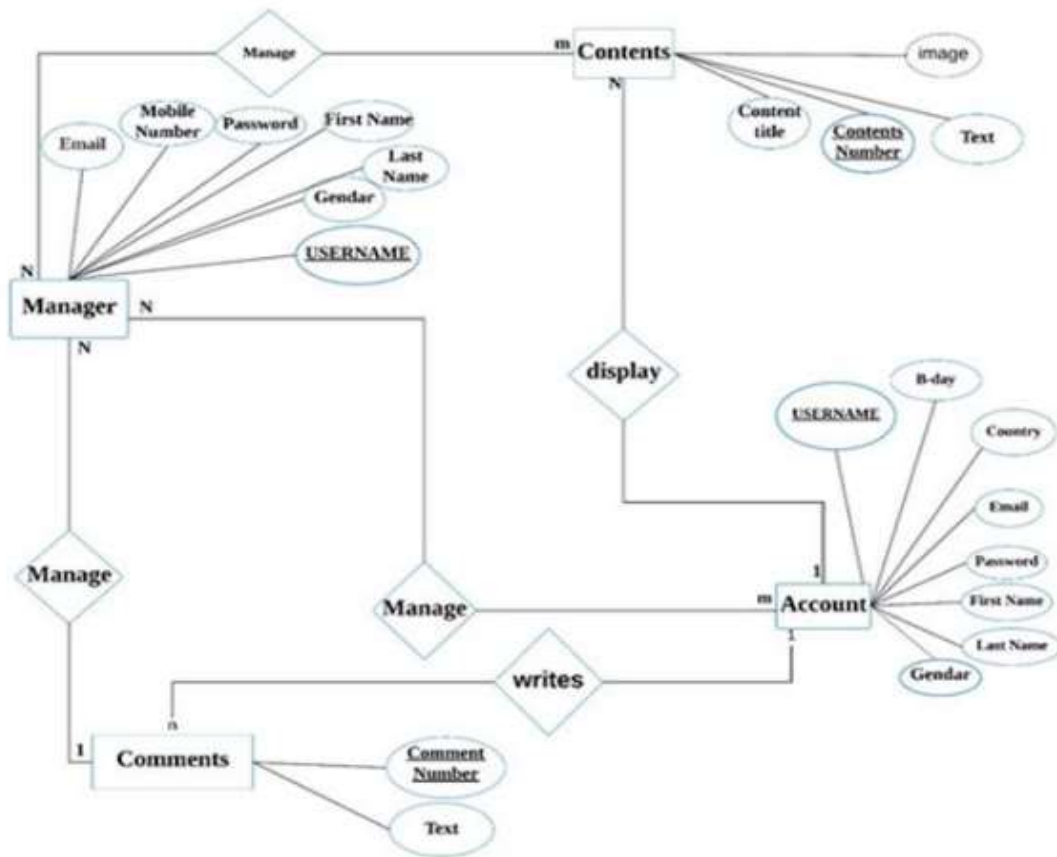 Manage
m
Contents
N
image
Content
title
Contents
Number
Text
Email
Mobile
Number
Password
First Name
Last
Name
Gendar
USERNAME
N
Manager
N
N
display
USERNAME
B-day
Country
Email
Password
First Name
Last Name
Gendar
1
m
Account
1
Manage
Manage
writes
n
1
Comments
Comment
Number
Text